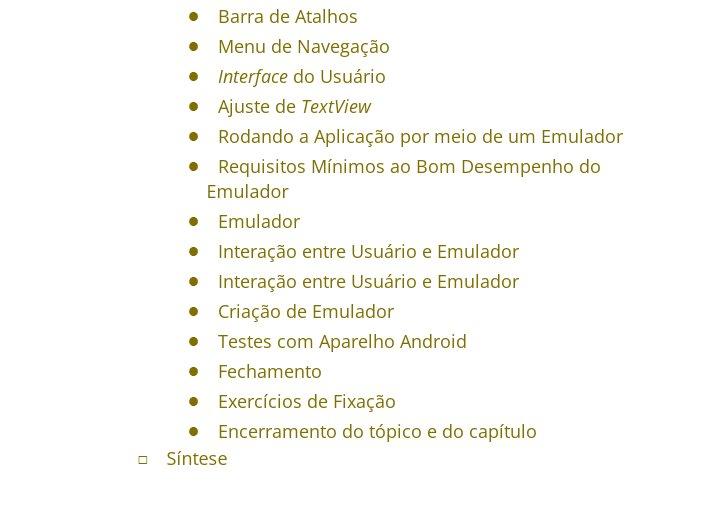 ● Barra de Atalhos
● Menu de Navegação
● Interface do Usuário
● Ajuste de TextView
● Rodando a Aplicação por meio de um Emulador
● Requisitos Mínimos ao Bom Desempenho do
Emulador
● Emulador
● Interação entre Usuário e Emulador
● Interação entre Usuário e Emulador
● Criação de Emulador
● Testes com Aparelho Android
● Fechamento
● Exercícios de Fixação
● Encerramento do tópico e do capítulo
□ Síntese